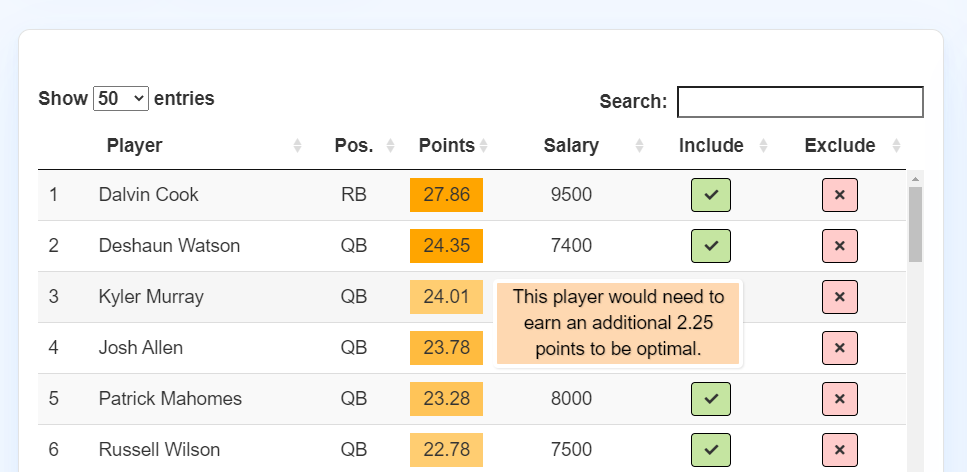 Show 50 entries
Search:
Player Pos. Points Salary Include Exclude
1 Dalvin Cook RB 27.86 9500
2 Deshaun Watson QB 24.35 7400
3 Kyler Murray QB 24.01
This player would need to
earn an additional 2.25
points to be optimal.
4 Josh Allen QB 23.78
5 Patrick Mahomes QB 23.28 8000
6 Russell Wilson QB 22.78 7500